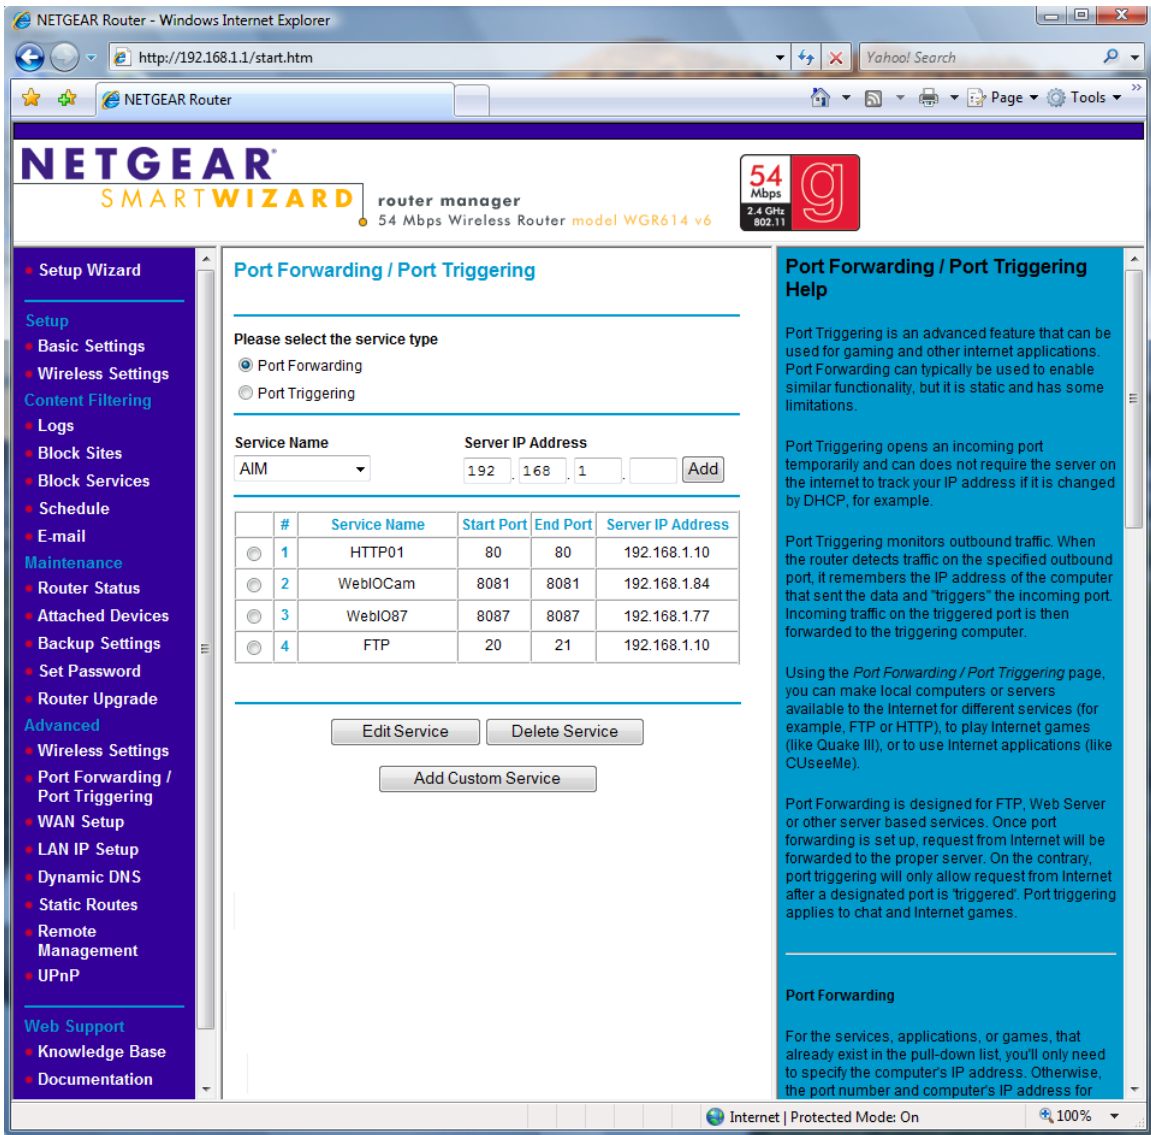 NETGEAR Router - Windows Internet Explorer
http://192.168.1.1/start.htm
Yahoo! Search
NETGEAR Router
Page
Tools
NETGEAR
SMARTWIZARD
router manager
54 Mbps Wireless Router model WGR614 v6
54
Mbps
2.4 GHz
802.11
g
Setup Wizard
Setup
Basic Settings
Wireless Settings
Content Filtering
Logs
Block Sites
Block Services
Schedule
E-mail
Maintenance
Router Status
Attached Devices
Backup Settings
Set Password
Router Upgrade
Advanced
Wireless Settings
Port Forwarding /
Port Triggering
WAN Setup
LAN IP Setup
Dynamic DNS
Static Routes
Remote
Management
UPnP
Web Support
Knowledge Base
Documentation
Port Forwarding / Port Triggering
Please select the service type
Port Forwarding
Port Triggering
Service Name Server IP Address
AIM 192 . 168 . 1 . Add
# Service Name Start Port End Port Server IP Address
1 HTTP01 80 80 192.168.1.10
2 WebIOCam 8081 8081 192.168.1.84
3 WebIO87 8087 8087 192.168.1.77
4 FTP 20 21 192.168.1.10
Edit Service Delete Service
Add Custom Service
Port Forwarding / Port Triggering
Help
Port Triggering is an advanced feature that can be
used for gaming and other internet applications.
Port Forwarding can typically be used to enable
similar functionality, but it is static and has some
limitations.
Port Triggering opens an incoming port
temporarily and can does not require the server on
the internet to track your IP address if it is changed
by DHCP, for example.
Port Triggering monitors outbound traffic. When
the router detects traffic on the specified outbound
port, it remembers the IP address of the computer
that sent the data and "triggers" the incoming port.
Incoming traffic on the triggered port is then
forwarded to the triggering computer.
Using the Port Forwarding / Port Triggering page,
you can make local computers or servers
available to the Internet for different services (for
example, FTP or HTTP), to play Internet games
(like Quake III), or to use Internet applications (like
CUseeMe).
Port Forwarding is designed for FTP, Web Server
or other server based services. Once port
forwarding is set up, request from Internet will be
forwarded to the proper server. On the contrary,
port triggering will only allow request from Internet
after a designated port is 'triggered'. Port triggering
applies to chat and Internet games.
Port Forwarding
For the services, applications, or games, that
already exist in the pull-down list, you'll only need
to specify the computer's IP address. Otherwise,
the port number and computer's IP address for
Internet | Protected Mode: On
100%